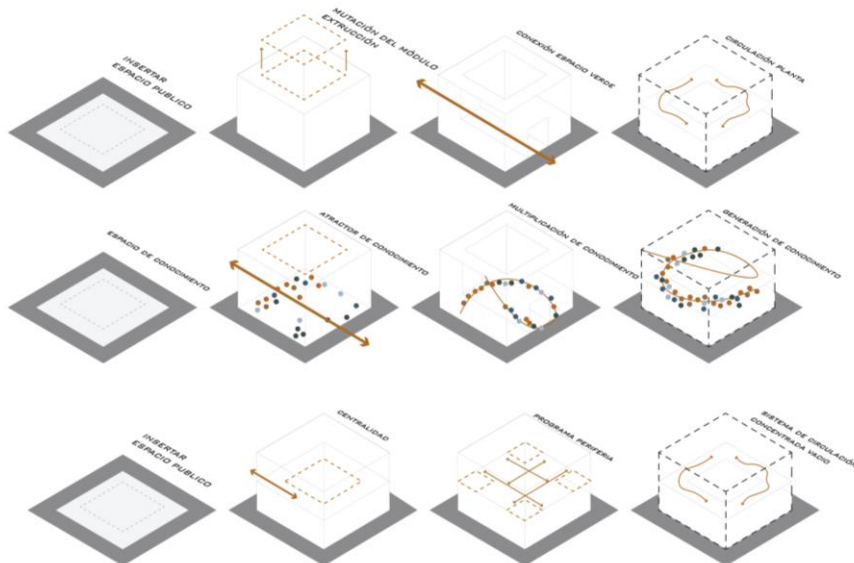 INSERTAR
ESPACIO PUBLICO
MUTACIÓN DEL MÓDULO
EXTRUCCIÓN
CONEXIÓN ESPACIO VERDE
CIRCULACIÓN PLANTA
ESPACIO DE CONOCIMIENTO
ATRACTOR DE CONOCIMIENTO
MULTIPLICACIÓN DE CONOCIMIENTO
GENERACIÓN DE CONOCIMIENTO
INSERTAR
ESPACIO PUBLICO
CENTRALIDAD
PROGRAMA PERIFERIA
SISTEMA DE CIRCULACIÓN
CONCENTRADA VACIO